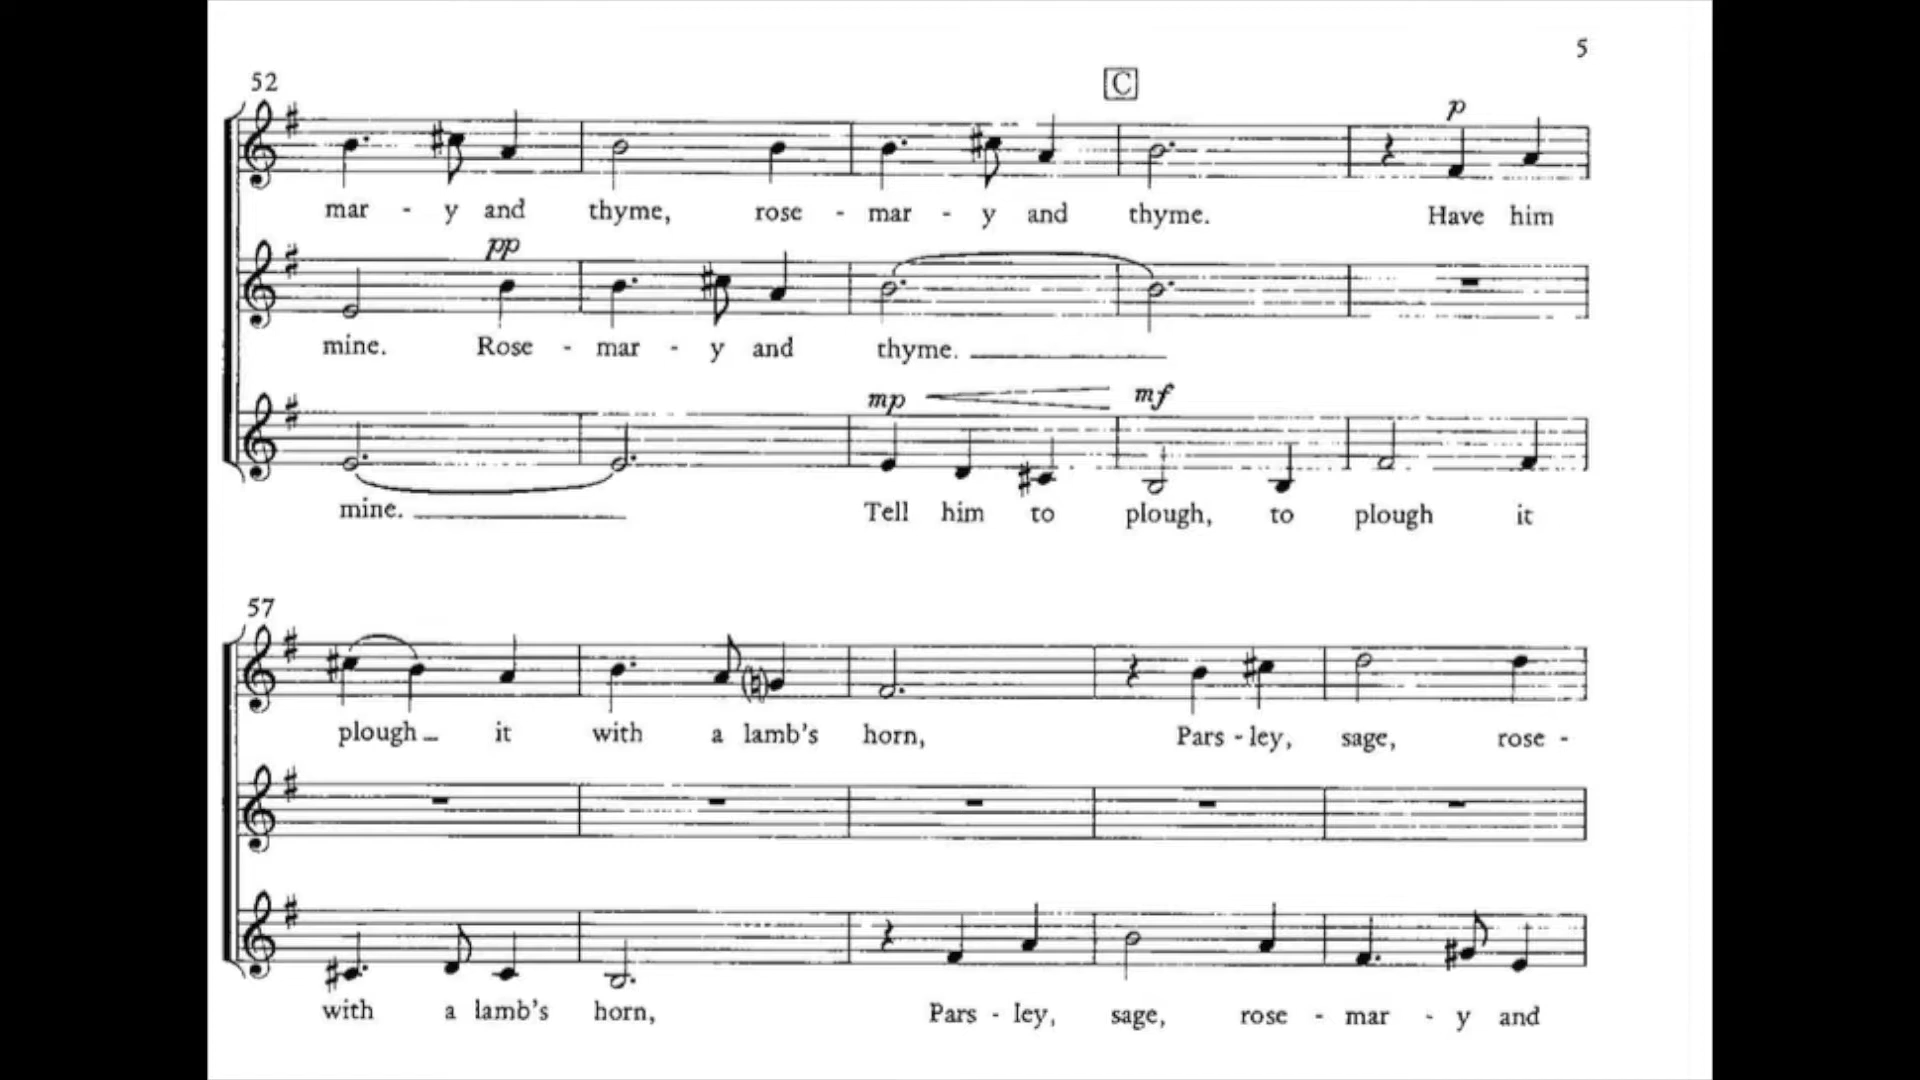 5
52
C
p
mar - y and thyme, rose - mar - y and thyme. Have him
pp
mine. Rose - mar - y and thyme.
mp mf
mine. Tell him to plough, to plough it
57
plough it with a lamb's horn, Pars - ley, sage, rose -
with a lamb's horn, Pars - ley, sage, rose - mar - y and